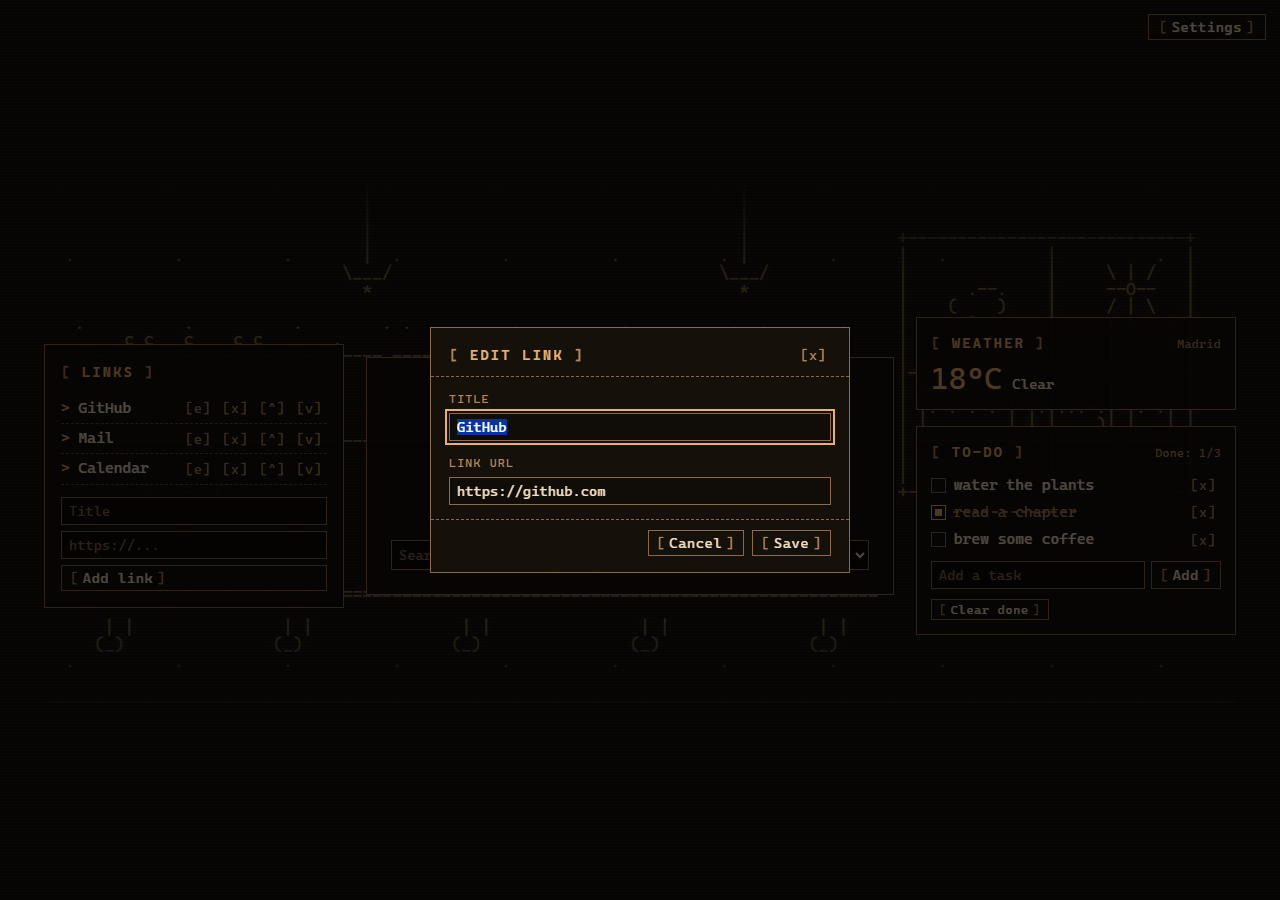 [ Settings ]
[ LINKS ]
> GitHub [e] [x] [^] [v]
> Mail [e] [x] [^] [v]
> Calendar [e] [x] [^] [v]
Title
https://...
[ Add link ]
[ EDIT LINK ] [x]
TITLE
GitHub
LINK URL
https://github.com
[ Cancel ] [ Save ]
Sear
[ WEATHER ] Madrid
18°C Clear
[ TO-DO ] Done: 1/3
water the plants [x]
read a chapter [x]
brew some coffee [x]
Add a task [ Add ]
[ Clear done ]